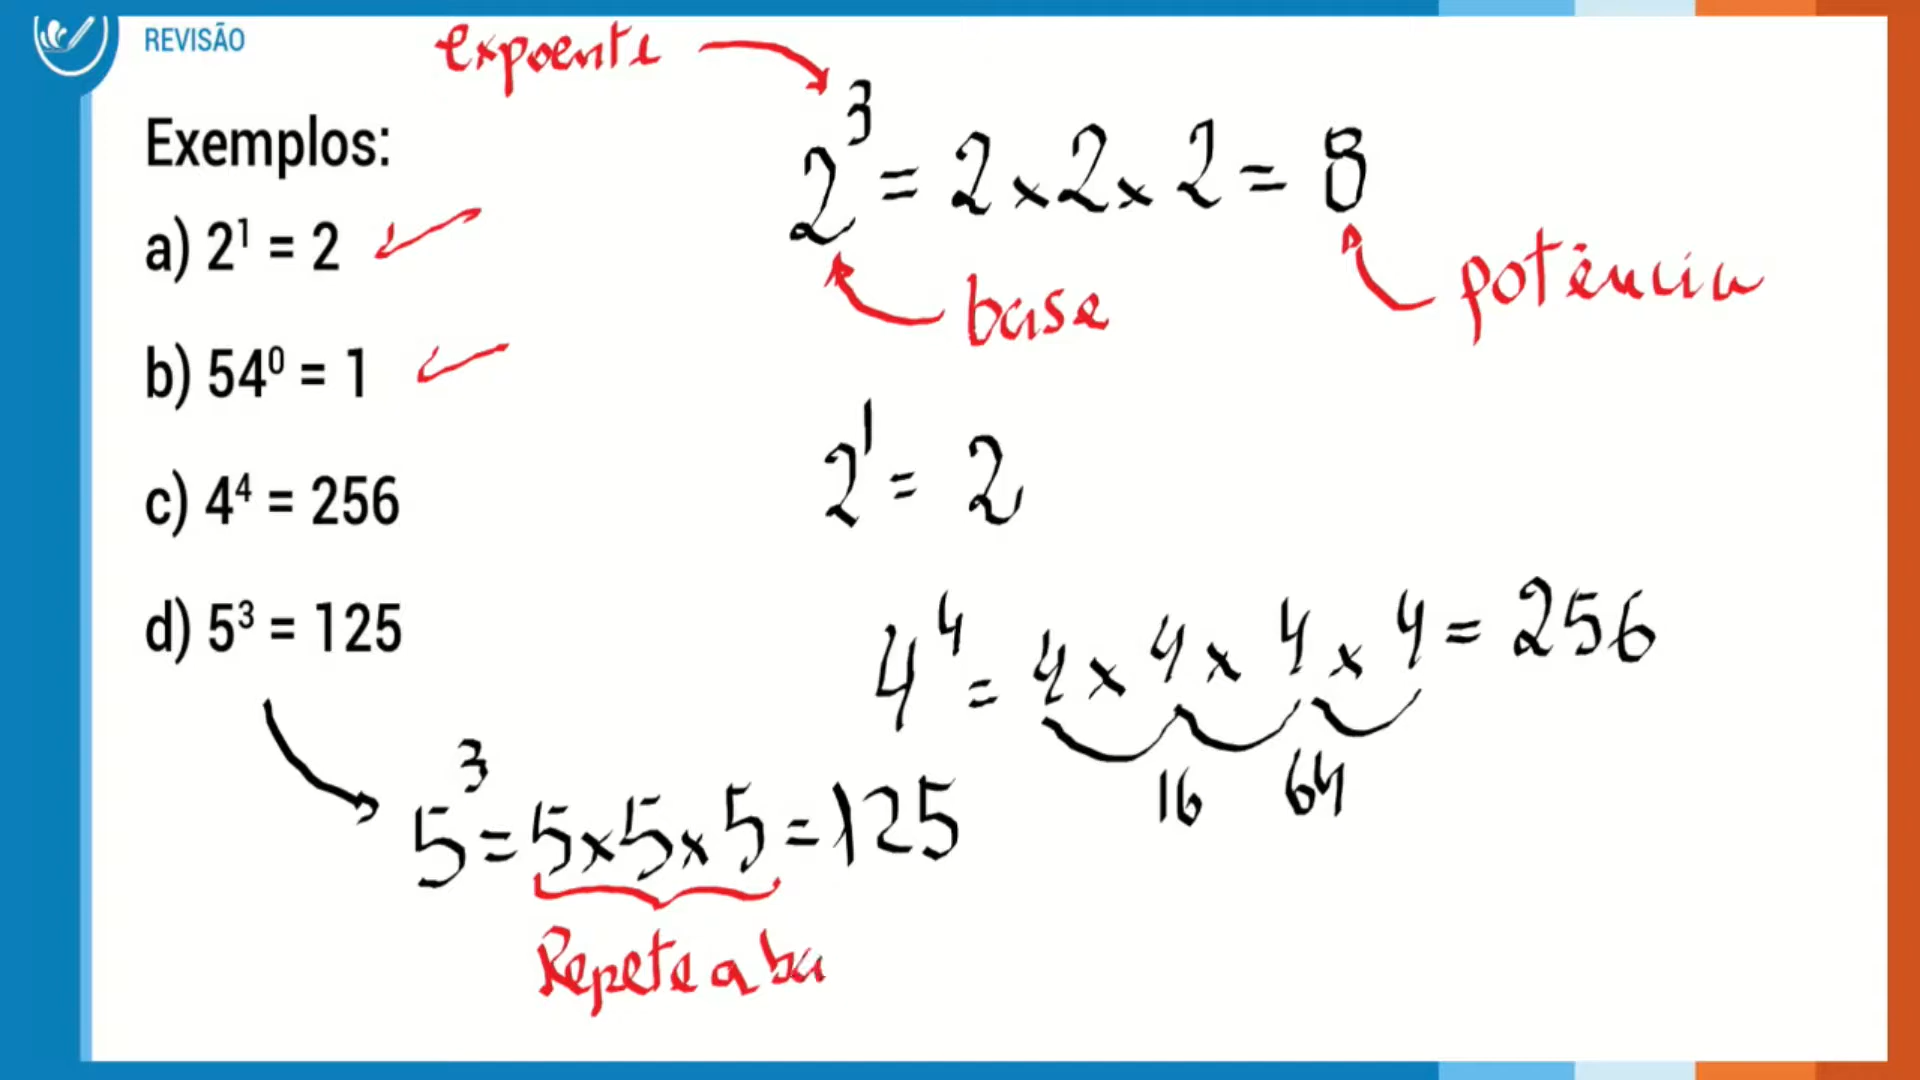 REVISÃO
expoente
Exemplos:
2³ = 2 x 2 x 2 = 8
a) 2¹ = 2
base
potência
b) 54⁰ = 1
2¹ = 2
c) 4⁴ = 256
d) 5³ = 125
4⁴ = 4 x 4 x 4 x 4 = 256
16
64
5³ = 5 x 5 x 5 = 125
Repete a ba